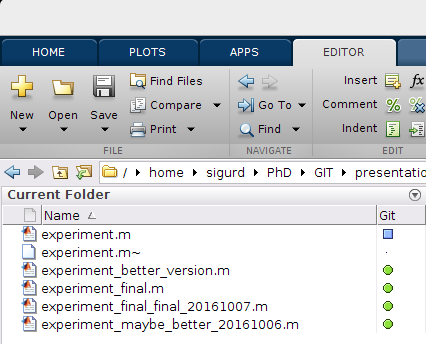 HOME PLOTS APPS EDITOR
New Open Save Find Files Compare Print Go To Find Insert fx Comment % % Indent
FILE NAVIGATE EDIT
/ home sigurd PhD GIT presentatio
Current Folder
Name Git
experiment.m
experiment.m~
experiment_better_version.m
experiment_final.m
experiment_final_final_20161007.m
experiment_maybe_better_20161006.m